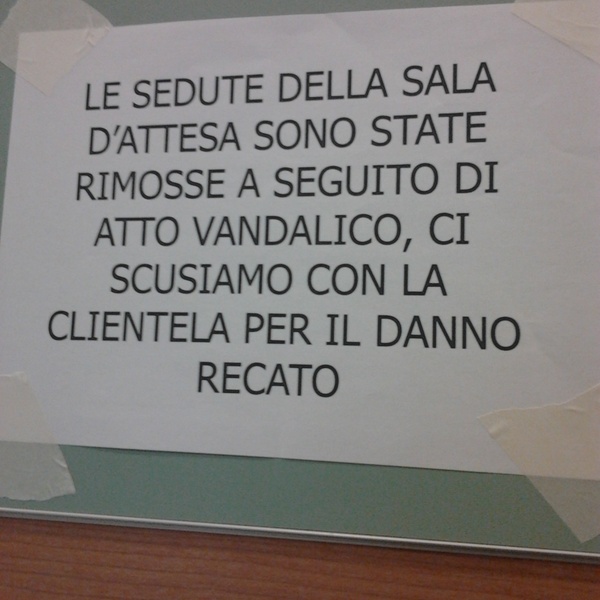 LE SEDUTE DELLA SALA
D'ATTESA SONO STATE
RIMOSSE A SEGUITO DI
ATTO VANDALICO, CI
SCUSIAMO CON LA
CLIENTELA PER IL DANNO
RECATO